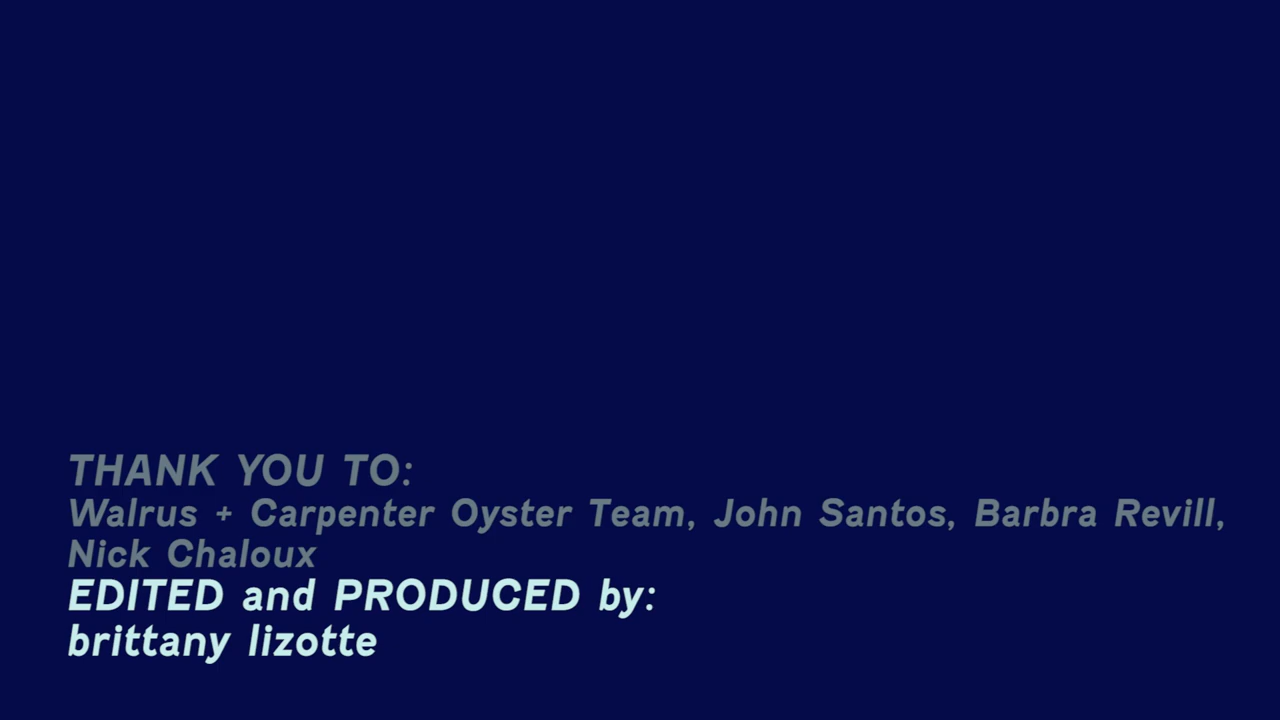 THANK YOU TO:
Walrus + Carpenter Oyster Team, John Santos, Barbra Revill,
Nick Chaloux
EDITED and PRODUCED by:
brittany lizotte